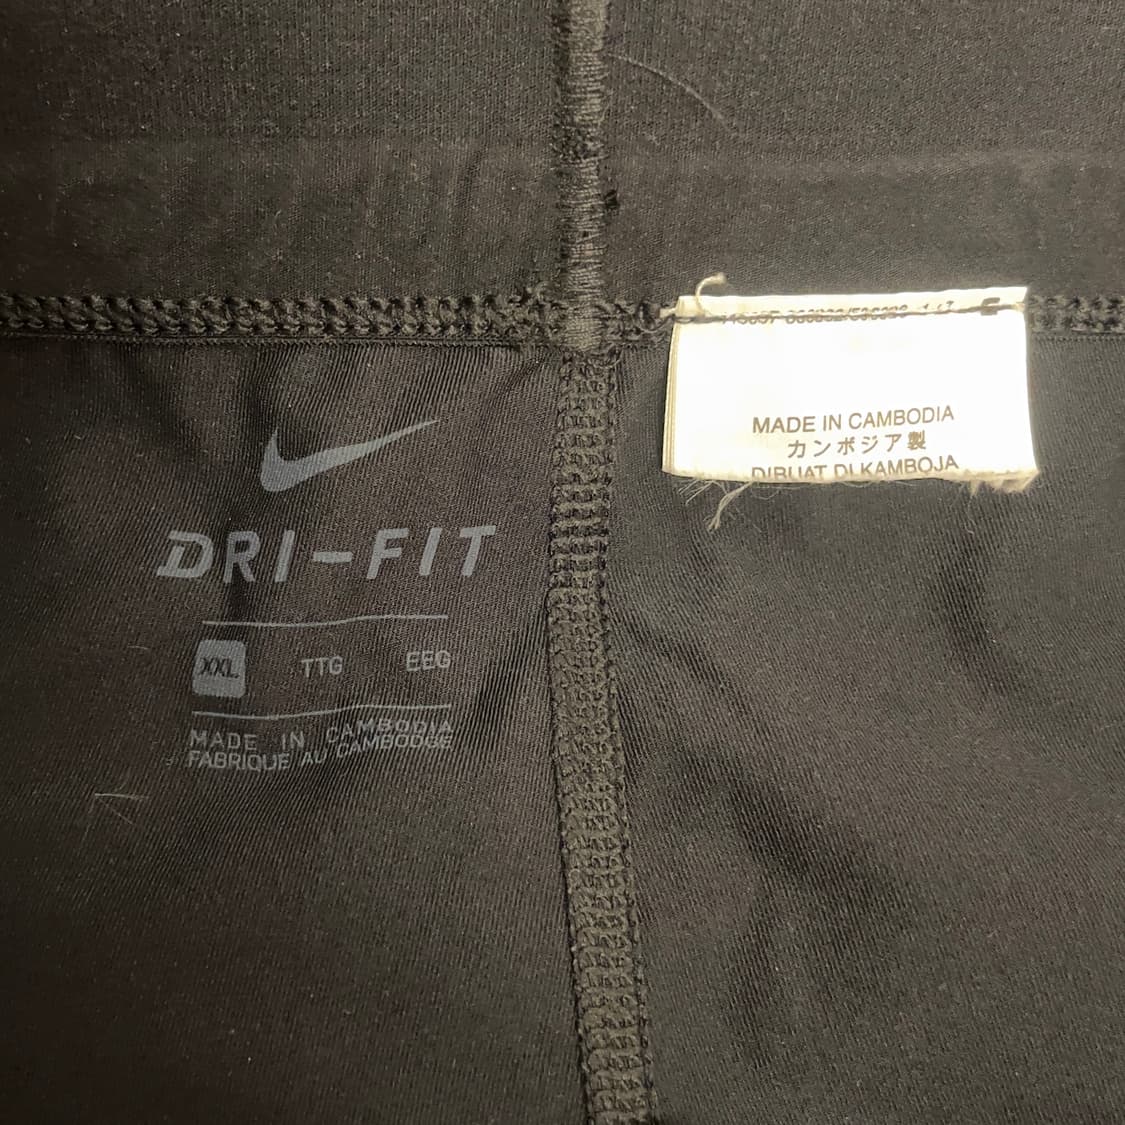 DRI-FIT
XXL TTG EEG
MADE IN CAMBODIA
FABRIQUÉ AU CAMBODGE
MADE IN CAMBODIA
カンボジア製
DIBUAT DI KAMBOJA